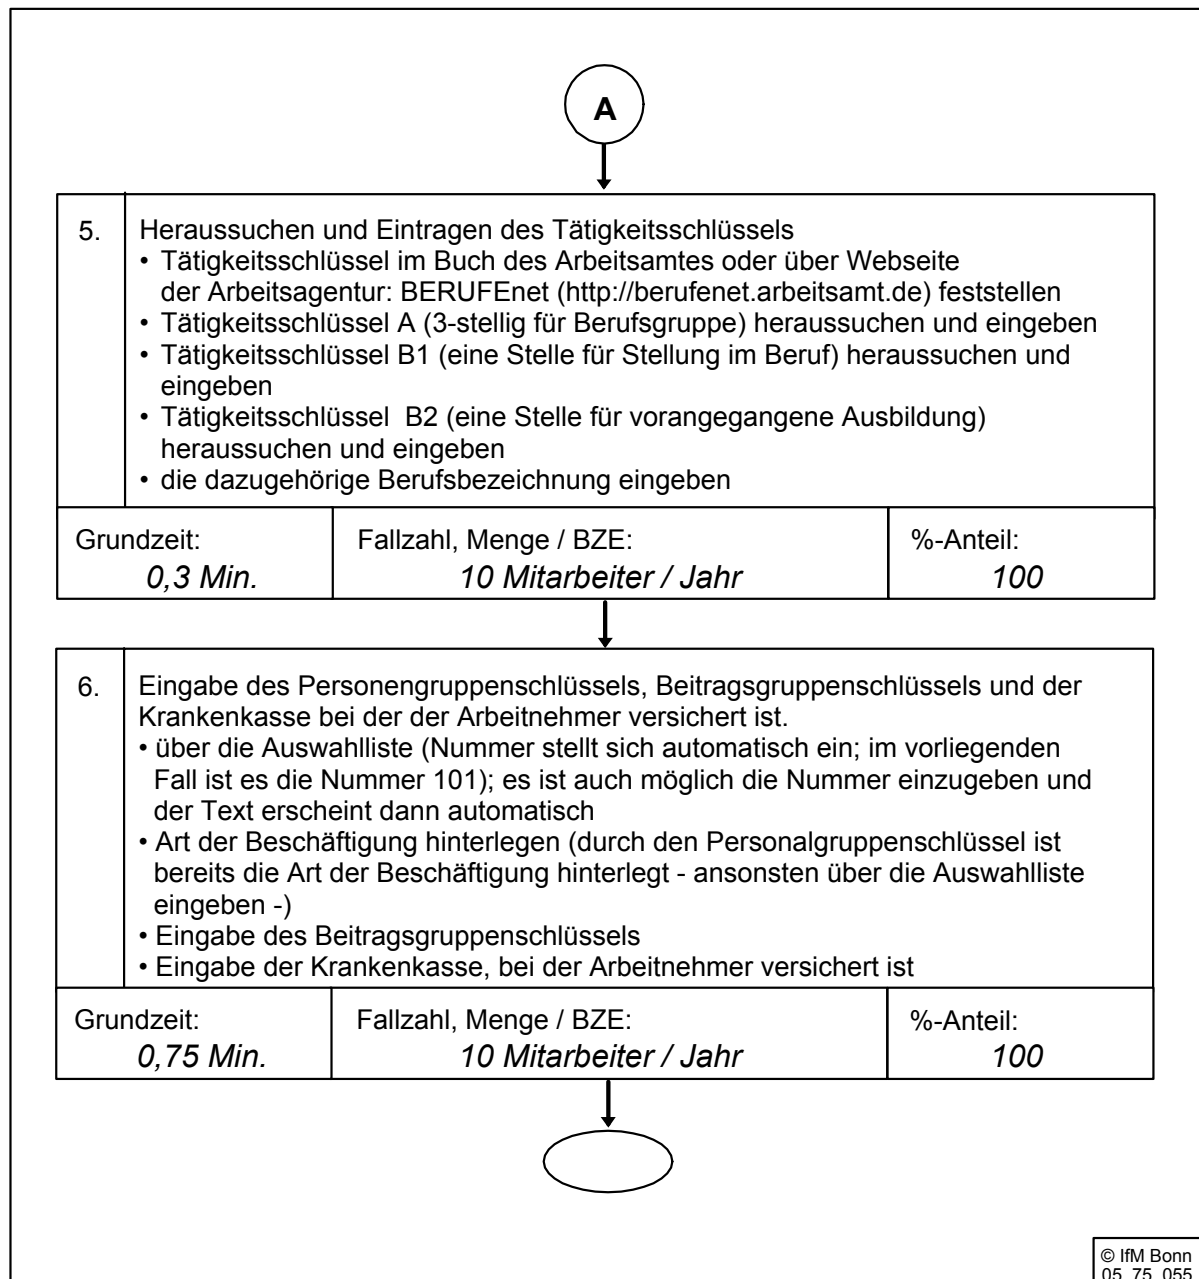 A
5.
Heraussuchen und Eintragen des Tätigkeitsschlüssels
• Tätigkeitsschlüssel im Buch des Arbeitsamtes oder über Webseite
der Arbeitsagentur: BERUFEnet (http://berufenet.arbeitsamt.de) feststellen
• Tätigkeitsschlüssel A (3-stellig für Berufsgruppe) heraussuchen und eingeben
• Tätigkeitsschlüssel B1 (eine Stelle für Stellung im Beruf) heraussuchen und
eingeben
• Tätigkeitsschlüssel B2 (eine Stelle für vorangegangene Ausbildung)
heraussuchen und eingeben
• die dazugehörige Berufsbezeichnung eingeben
Grundzeit:
0,3 Min.
Fallzahl, Menge / BZE:
10 Mitarbeiter / Jahr
%-Anteil:
100
6.
Eingabe des Personengruppenschlüssels, Beitragsgruppenschlüssels und der
Krankenkasse bei der der Arbeitnehmer versichert ist.
• über die Auswahlliste (Nummer stellt sich automatisch ein; im vorliegenden
Fall ist es die Nummer 101); es ist auch möglich die Nummer einzugeben und
der Text erscheint dann automatisch
• Art der Beschäftigung hinterlegen (durch den Personalgruppenschlüssel ist
bereits die Art der Beschäftigung hinterlegt - ansonsten über die Auswahlliste
eingeben -)
• Eingabe des Beitragsgruppenschlüssels
• Eingabe der Krankenkasse, bei der Arbeitnehmer versichert ist
Grundzeit:
0,75 Min.
Fallzahl, Menge / BZE:
10 Mitarbeiter / Jahr
%-Anteil:
100
© IfM Bonn
05 75 055